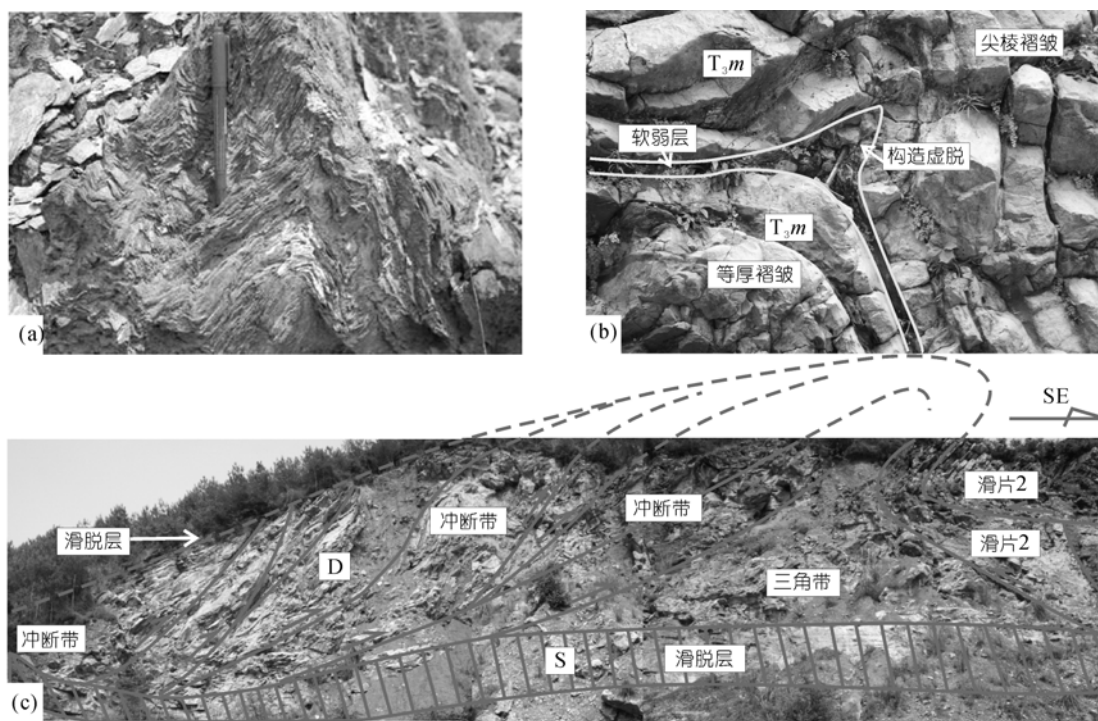 (a)
尖棱褶皱
T₃m
软弱层
构造虚脱
T₃m
等厚褶皱
(b)
SE
滑脱层
冲断带
冲断带
滑片2
D
滑片2
三角带
冲断带
S
滑脱层
(c)